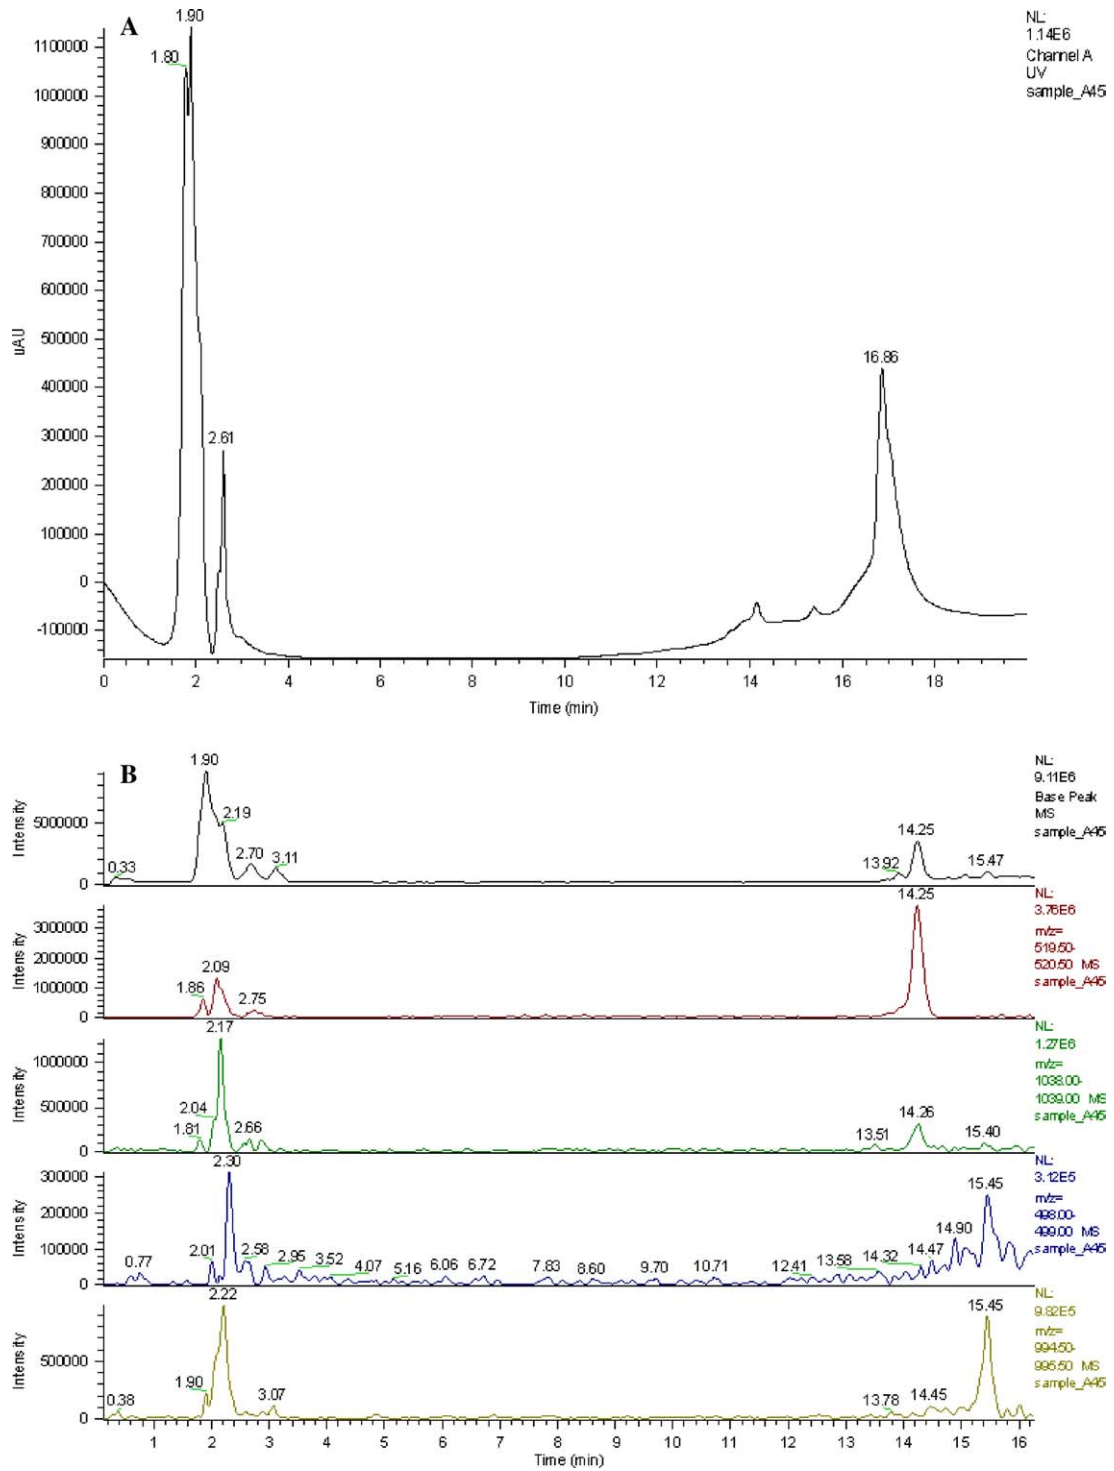 A
1.90
1.80
2.61
16.86
NL:
1.14E6
Channel A
UV
sample_A45
1100000
1000000
900000
800000
700000
600000
500000
400000
300000
200000
100000
0
-100000
uAU
0 2 4 6 8 10 12 14 16 18
Time (min)
B
1.90
2.19
0.33
2.70
3.11
13.92
14.25
15.47
5000000
0
Intensity
NL:
9.11E6
Base Peak
MS
sample_A45
14.25
2.09
1.86
2.75
3000000
2000000
1000000
0
Intensity
NL:
3.76E6
m/z=
519.50-
520.50 MS
sample_A45
2.17
2.04
1.81
2.66
13.51
14.26
15.40
1000000
500000
0
Intensity
NL:
1.27E6
m/z=
1038.00-
1039.00 MS
sample_A45
2.30
0.77
2.01
2.58
2.95
3.52
4.07
5.16
6.06
6.72
7.83
8.60
9.70
10.71
12.41
13.58
14.32
14.47
14.90
15.45
300000
200000
100000
0
Intensity
NL:
3.12E5
m/z=
498.00-
499.00 MS
sample_A45
2.22
0.38
1.90
3.07
13.78
14.45
15.45
500000
0
Intensity
NL:
9.82E5
m/z=
994.50-
995.50 MS
sample_A45
1 2 3 4 5 6 7 8 9 10 11 12 13 14 15 16
Time (min)